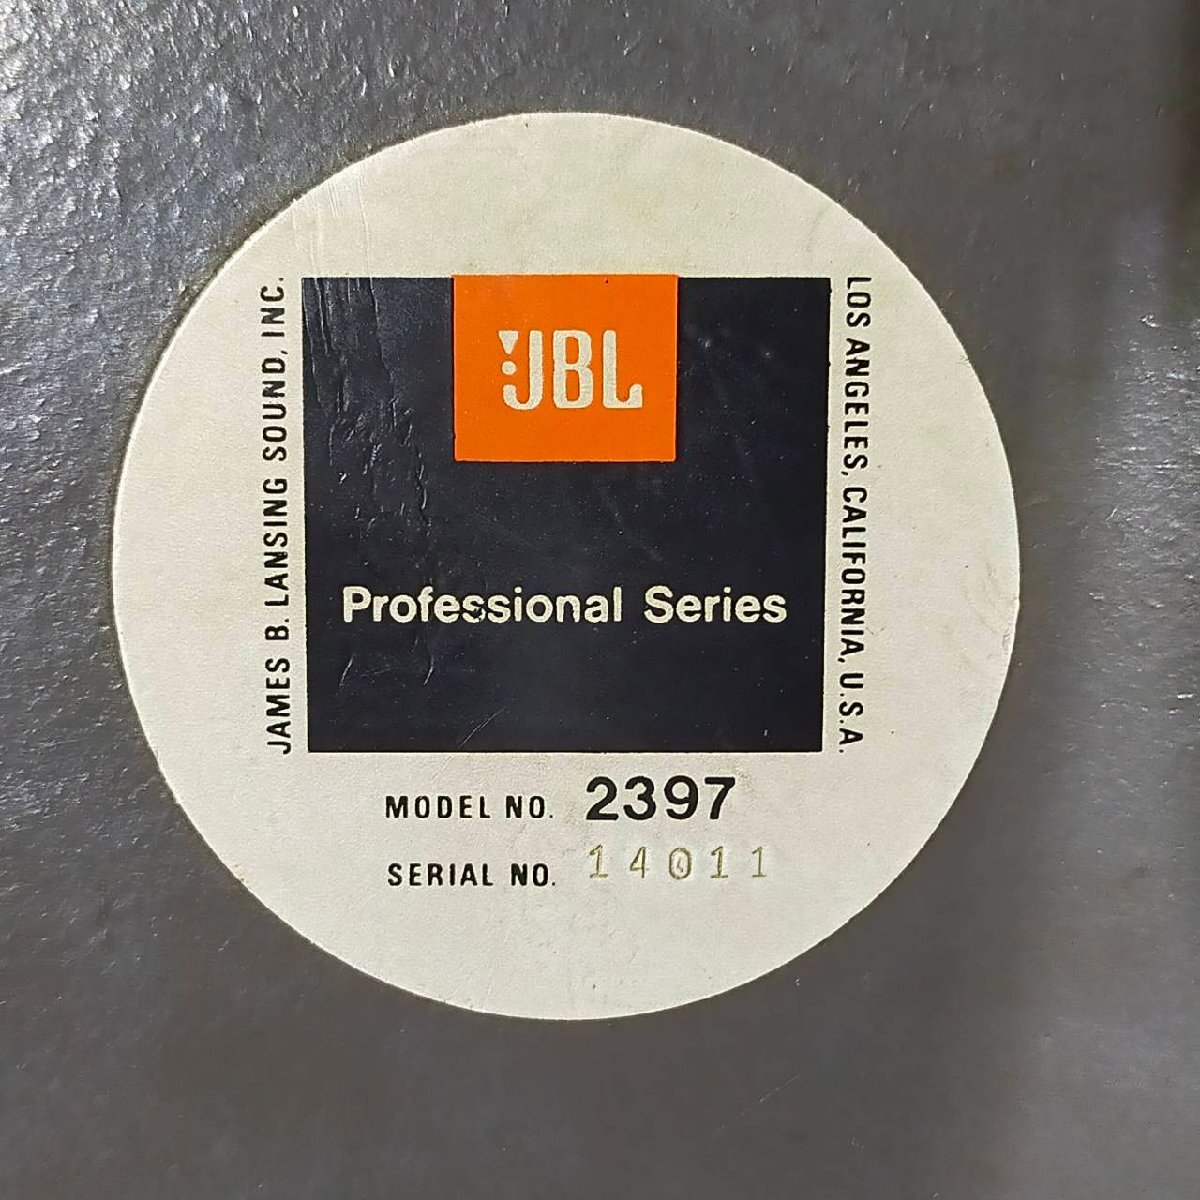 JBL
JAMES B. LANSING SOUND, INC.
LOS ANGELES, CALIFORNIA, U.S.A.
Professional Series
MODEL NO. 2397
SERIAL NO. 14011